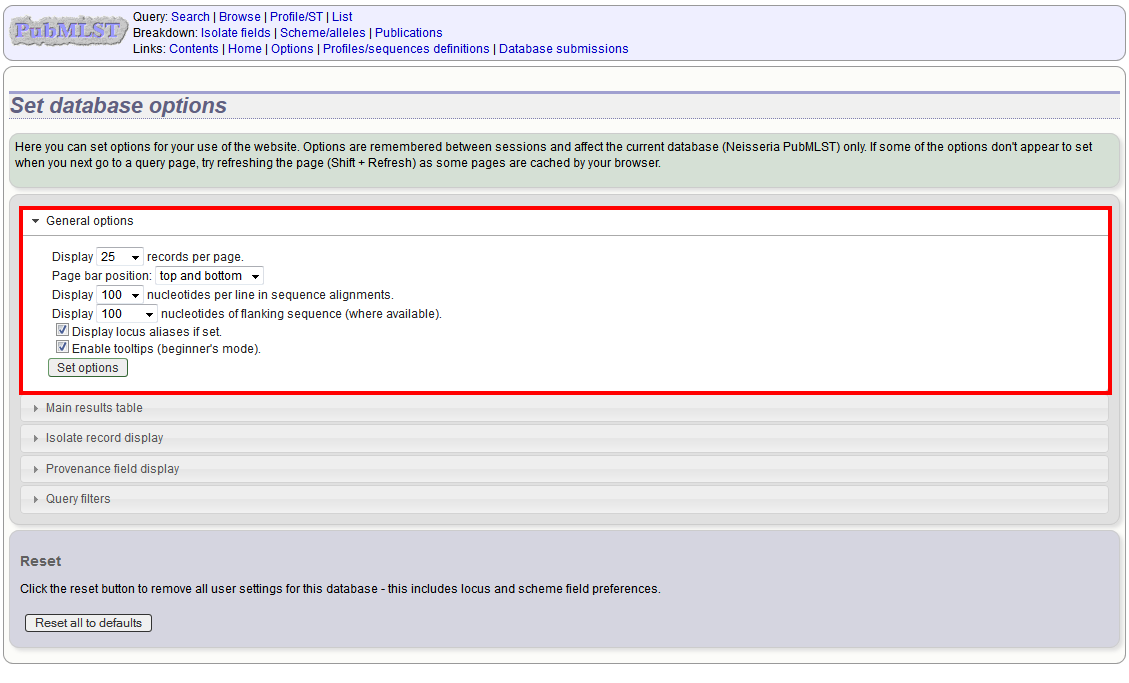 PubMLST
Query: Search | Browse | Profile/ST | List
Breakdown: Isolate fields | Scheme/alleles | Publications
Links: Contents | Home | Options | Profiles/sequences definitions | Database submissions
Set database options
Here you can set options for your use of the website. Options are remembered between sessions and affect the current database (Neisseria PubMLST) only. If some of the options don't appear to set
when you next go to a query page, try refreshing the page (Shift + Refresh) as some pages are cached by your browser.
General options
Display 25 records per page.
Page bar position: top and bottom
Display 100 nucleotides per line in sequence alignments.
Display 100 nucleotides of flanking sequence (where available).
Display locus aliases if set.
Enable tooltips (beginner's mode).
Set options
Main results table
Isolate record display
Provenance field display
Query filters
Reset
Click the reset button to remove all user settings for this database - this includes locus and scheme field preferences.
Reset all to defaults